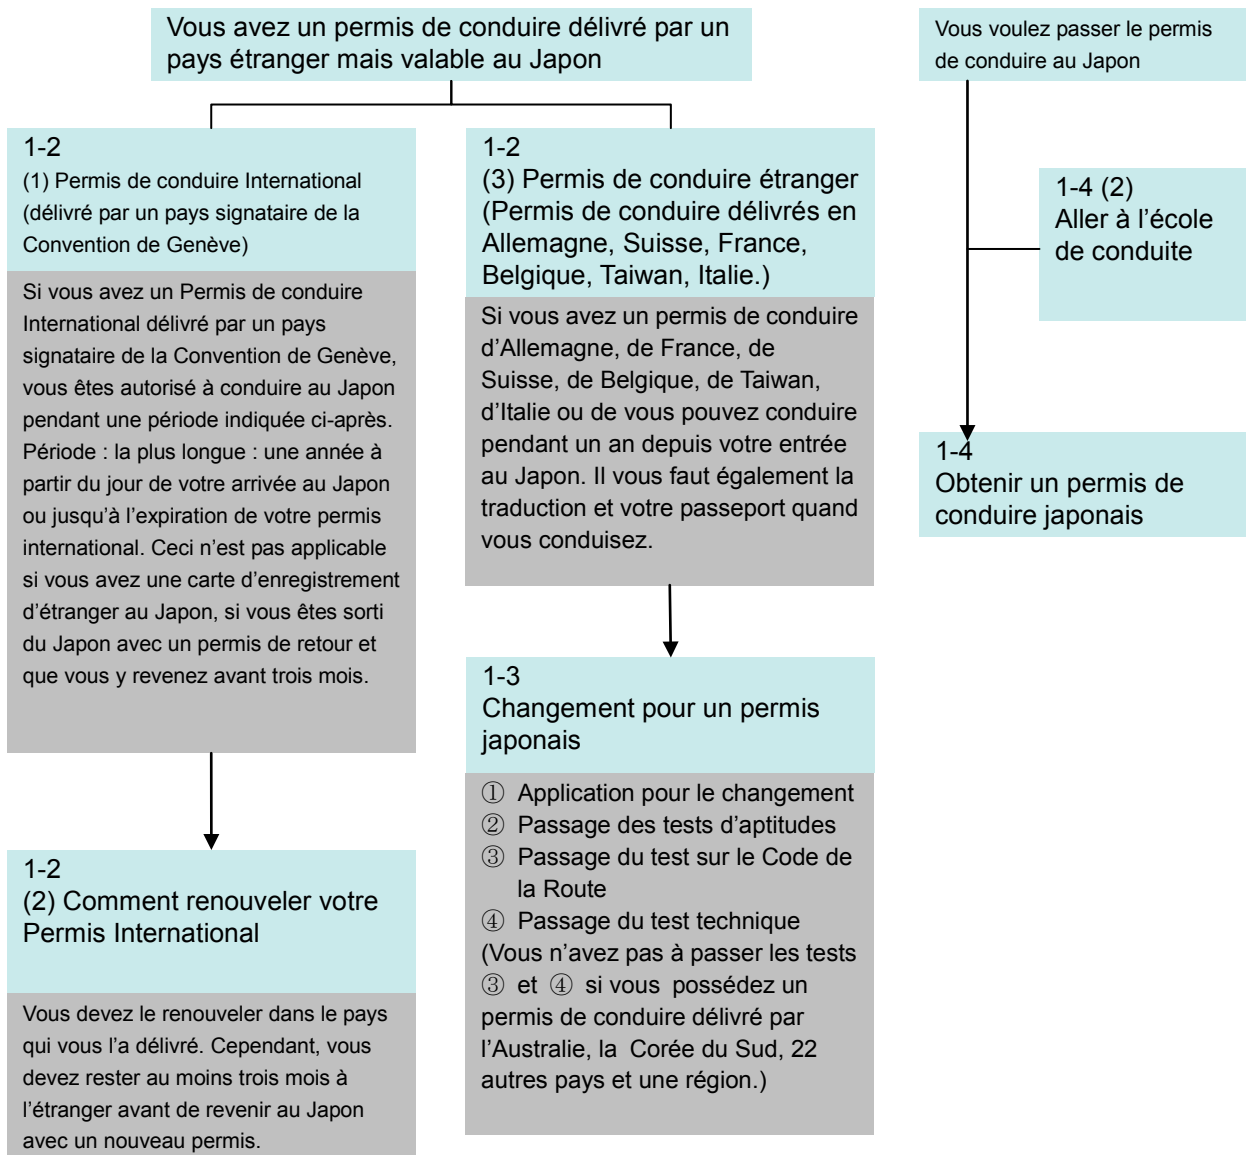 Vous avez un permis de conduire délivré par un
pays étranger mais valable au Japon
1-2
(1) Permis de conduire International
(délivré par un pays signataire de la
Convention de Genève)
Si vous avez un Permis de conduire
International délivré par un pays
signataire de la Convention de Genève,
vous êtes autorisé à conduire au Japon
pendant une période indiquée ci-après.
Période : la plus longue : une année à
partir du jour de votre arrivée au Japon
ou jusqu’à l’expiration de votre permis
international. Ceci n’est pas applicable
si vous avez une carte d’enregistrement
d’étranger au Japon, si vous êtes sorti
du Japon avec un permis de retour et
que vous y revenez avant trois mois.
1-2
(2) Comment renouveler votre
Permis International
Vous devez le renouveler dans le pays
qui vous l’a délivré. Cependant, vous
devez rester au moins trois mois à
l’étranger avant de revenir au Japon
avec un nouveau permis.
1-2
(3) Permis de conduire étranger
(Permis de conduire délivrés en
Allemagne, Suisse, France,
Belgique, Taiwan, Italie.)
Si vous avez un permis de conduire
d’Allemagne, de France, de
Suisse, de Belgique, de Taiwan,
d’Italie ou de vous pouvez conduire
pendant un an depuis votre entrée
au Japon. Il vous faut également la
traduction et votre passeport quand
vous conduisez.
1-3
Changement pour un permis
japonais
① Application pour le changement
② Passage des tests d’aptitudes
③ Passage du test sur le Code de
la Route
④ Passage du test technique
(Vous n’avez pas à passer les tests
③ et ④ si vous possédez un
permis de conduire délivré par
l’Australie, la Corée du Sud, 22
autres pays et une région.)
Vous voulez passer le permis
de conduire au Japon
1-4 (2)
Aller à l’école
de conduite
1-4
Obtenir un permis de
conduire japonais